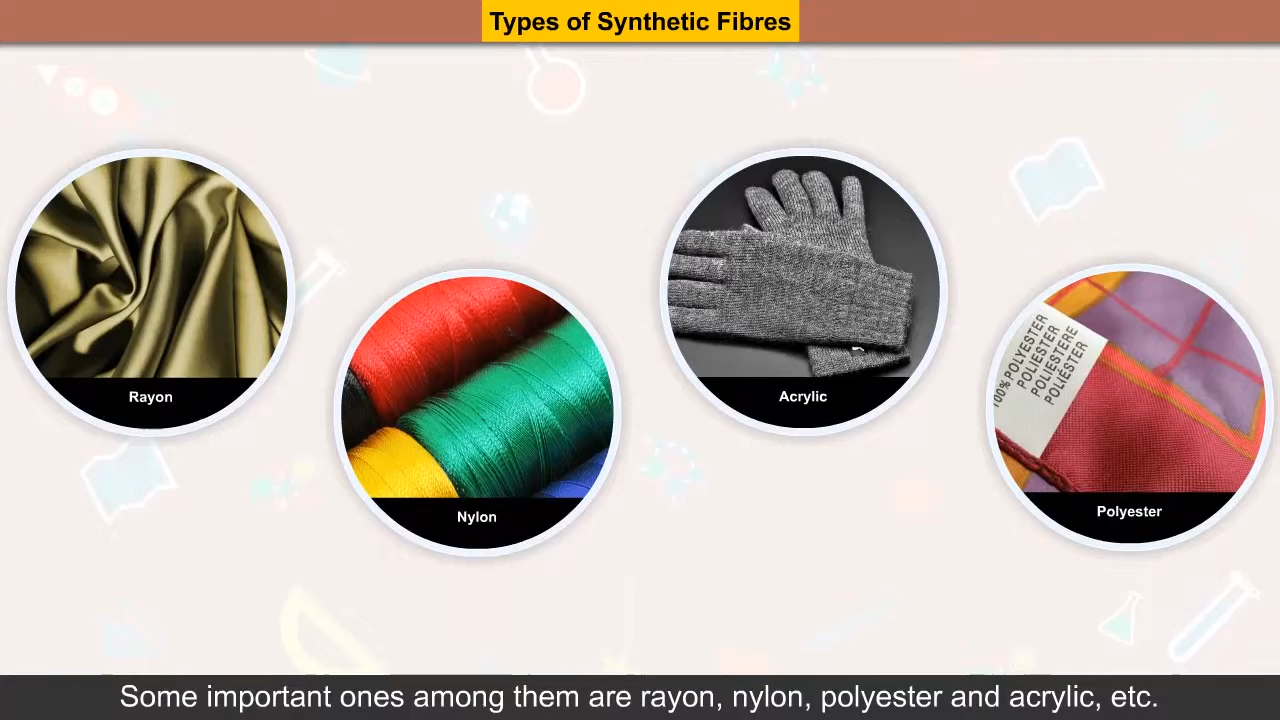 Types of Synthetic Fibres
Rayon
Nylon
Acrylic
100% POLYESTER
POLIESTER
POLIESTERE
POLIÉSTER
Polyester
Some important ones among them are rayon, nylon, polyester and acrylic, etc.